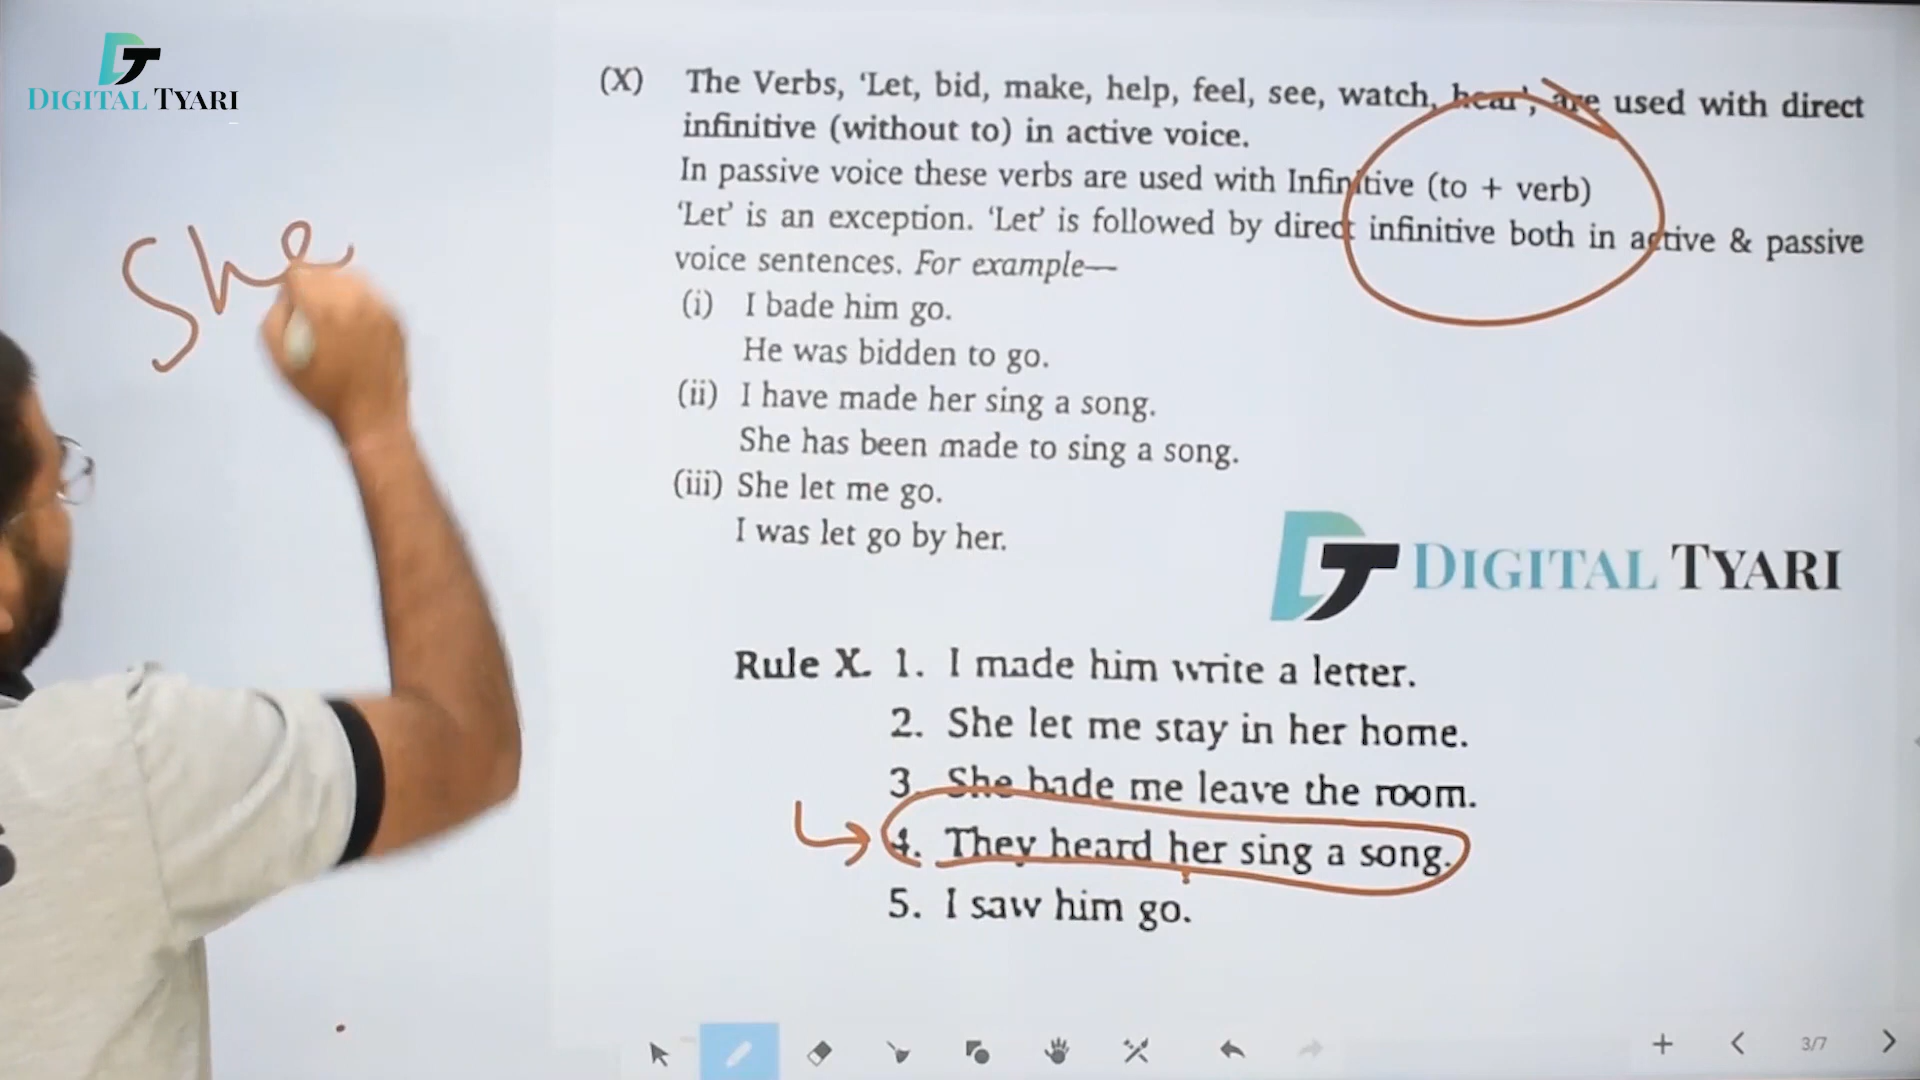 DIGITAL TYARI
She
(X) The Verbs, ‘Let, bid, make, help, feel, see, watch, hear’, are used with direct
infinitive (without to) in active voice.
In passive voice these verbs are used with Infinitive (to + verb)
‘Let’ is an exception. ‘Let’ is followed by direct infinitive both in active & passive
voice sentences. For example—
(i) I bade him go.
He was bidden to go.
(ii) I have made her sing a song.
She has been made to sing a song.
(iii) She let me go.
I was let go by her.
DIGITAL TYARI
Rule X. 1. I made him write a letter.
2. She let me stay in her home.
3. She bade me leave the room.
4. They heard her sing a song.
5. I saw him go.
3/7